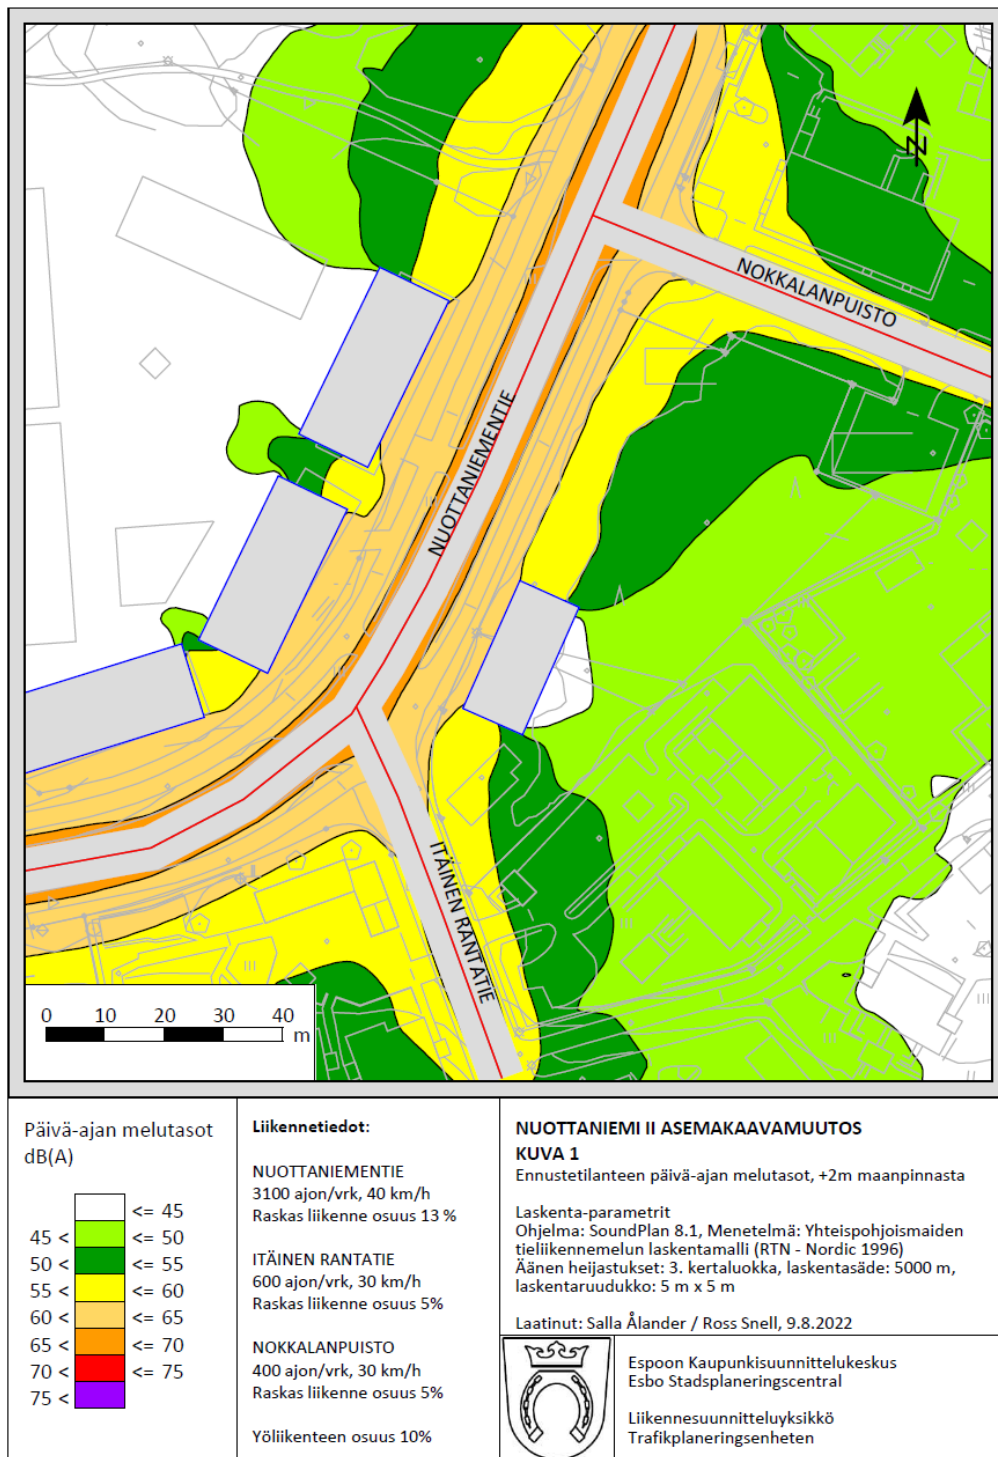 N
NOKKALANPUISTO
NUOTTANIEMENTIE
ITÄINEN RANTATIE
0 10 20 30 40
m
Päivä-ajan melutasot
dB(A)
<= 45
45 < <= 50
50 < <= 55
55 < <= 60
60 < <= 65
65 < <= 70
70 < <= 75
75 <
Liikennetiedot:
NUOTTANIEMENTIE
3100 ajon/vrk, 40 km/h
Raskas liikenne osuus 13 %
ITÄINEN RANTATIE
600 ajon/vrk, 30 km/h
Raskas liikenne osuus 5%
NOKKALANPUISTO
400 ajon/vrk, 30 km/h
Raskas liikenne osuus 5%
Yöliikenteen osuus 10%
NUOTTANIEMI II ASEMAKAAVAMUUTOS
KUVA 1
Ennustetilanteen päivä-ajan melutasot, +2m maanpinnasta
Laskenta-parametrit
Ohjelma: SoundPlan 8.1, Menetelmä: Yhteispohjoismaiden
tieliikennemelun laskentamalli (RTN - Nordic 1996)
Äänen heijastukset: 3. kertaluokka, laskentasäde: 5000 m,
laskentaruudukko: 5 m x 5 m
Laatinut: Salla Ålander / Ross Snell, 9.8.2022
Espoon Kaupunkisuunnittelukeskus
Esbo Stadsplaneringscentral
Liikennesuunnitteluyksikkö
Trafikplaneringsenheten